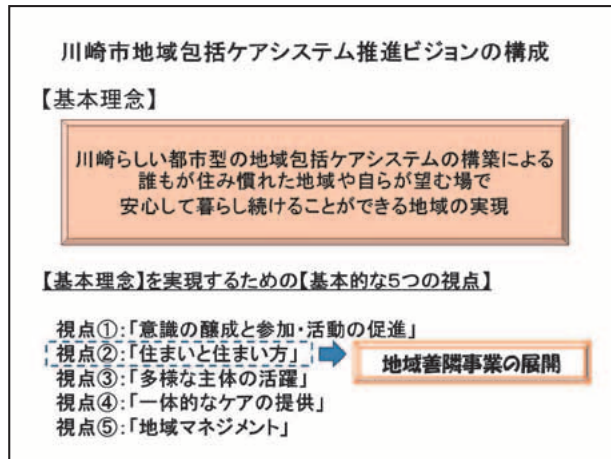 川崎市地域包括ケアシステム推進ビジョンの構成
【基本理念】
川崎らしい都市型の地域包括ケアシステムの構築による
誰もが住み慣れた地域や自らが望む場で
安心して暮らし続けることができる地域の実現
【基本理念】を実現するための【基本的な5つの視点】
視点①:「意識の醸成と参加・活動の促進」
視点②:「住まいと住まい方」
地域善隣事業の展開
視点③:「多様な主体の活躍」
視点④:「一体的なケアの提供」
視点⑤:「地域マネジメント」